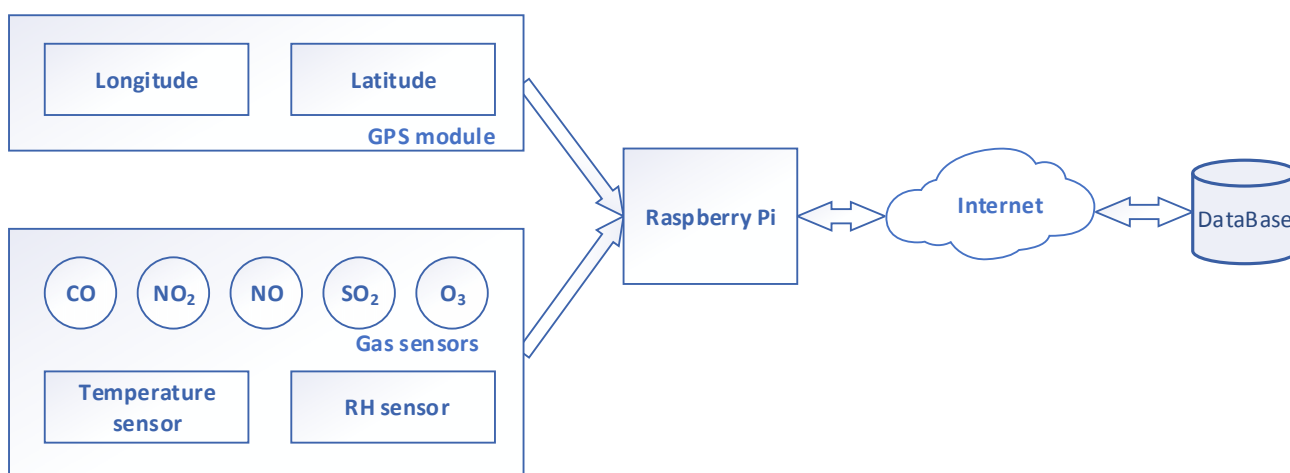 Longitude
Latitude
GPS module
CO
NO₂
NO
SO₂
O₃
Gas sensors
Temperature
sensor
RH sensor
Raspberry Pi
Internet
DataBase